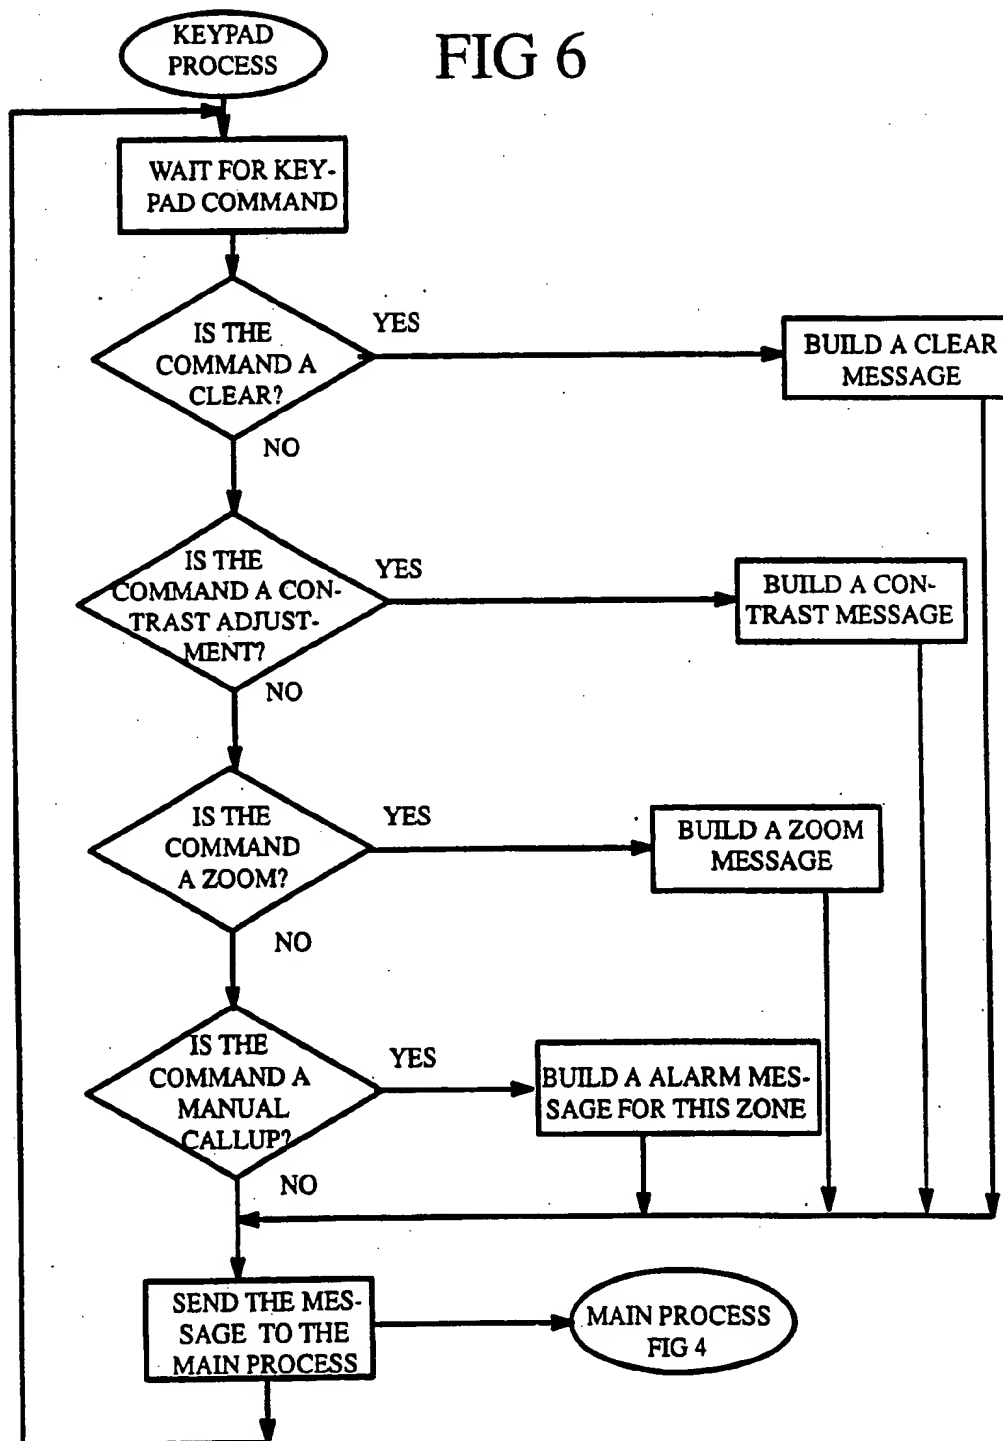 KEYPAD
PROCESS
FIG 6
WAIT FOR KEY-
PAD COMMAND
IS THE
COMMAND A
CLEAR?
YES
BUILD A CLEAR
MESSAGE
NO
IS THE
COMMAND A CON-
TRAST ADJUST-
MENT?
YES
BUILD A CON-
TRAST MESSAGE
NO
IS THE
COMMAND
A ZOOM?
YES
BUILD A ZOOM
MESSAGE
NO
IS THE
COMMAND A
MANUAL
CALLUP?
YES
BUILD A ALARM MES-
SAGE FOR THIS ZONE
NO
SEND THE MES-
SAGE TO THE
MAIN PROCESS
MAIN PROCESS
FIG 4